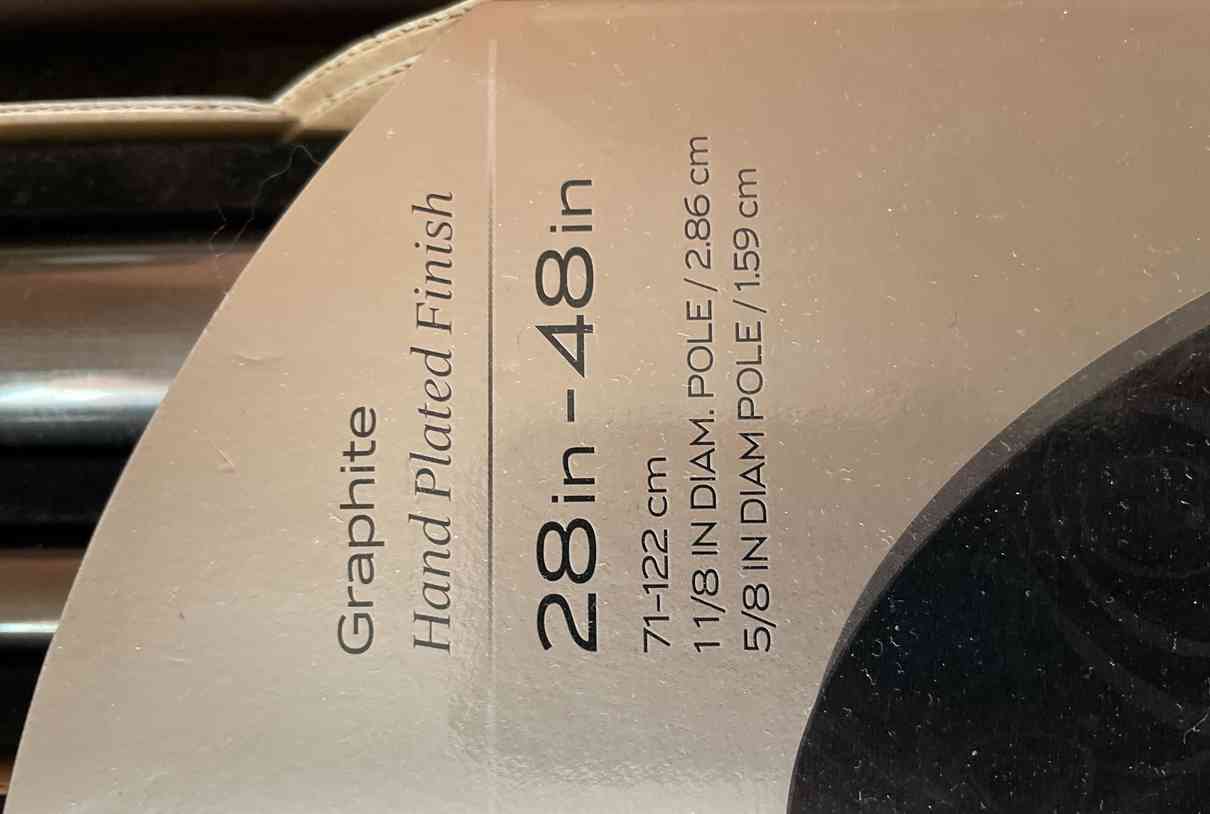 Graphite
Hand Plated Finish
28in - 48in
71-122 cm
1 1/8 IN DIAM. POLE / 2.86 cm
5/8 IN DIAM POLE / 1.59 cm